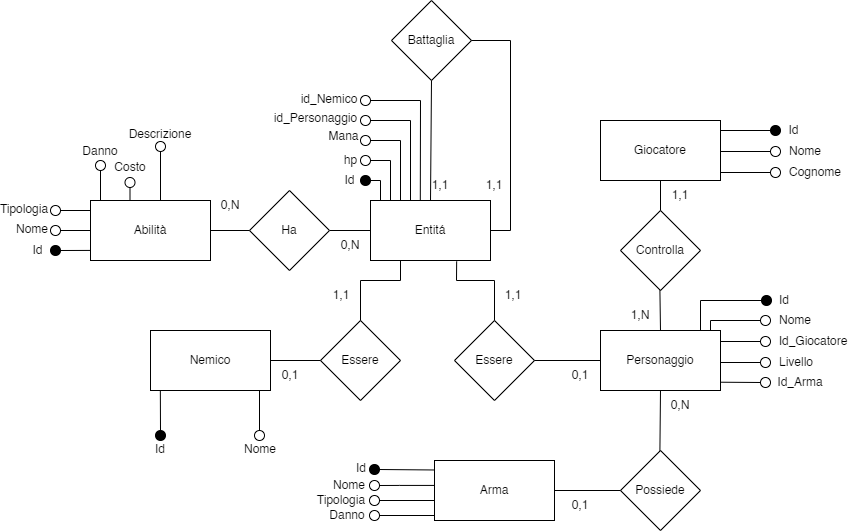 Battaglia
id_Nemico
id_Personaggio
Mana
hp
Id
1,1
1,1
Descrizione
Danno
Costo
Tipologia
Nome
Id
Abilità
0,N
Ha
0,N
Entitá
Giocatore
Id
Nome
Cognome
1,1
Controlla
1,N
1,1
1,1
Nemico
0,1
Essere
Essere
0,1
Personaggio
Id
Nome
Id_Giocatore
Livello
Id_Arma
Id
Nome
0,N
Id
Nome
Tipologia
Danno
Arma
0,1
Possiede